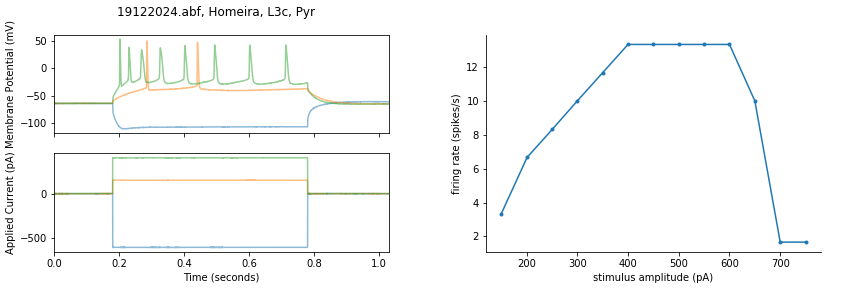 19122024.abf, Homeira, L3c, Pyr
Membrane Potential (mV)
50
0
−50
−100
Applied Current (pA)
0
−500
0.0 0.2 0.4 0.6 0.8 1.0
Time (seconds)
firing rate (spikes/s)
12
10
8
6
4
2
200 300 400 500 600 700
stimulus amplitude (pA)